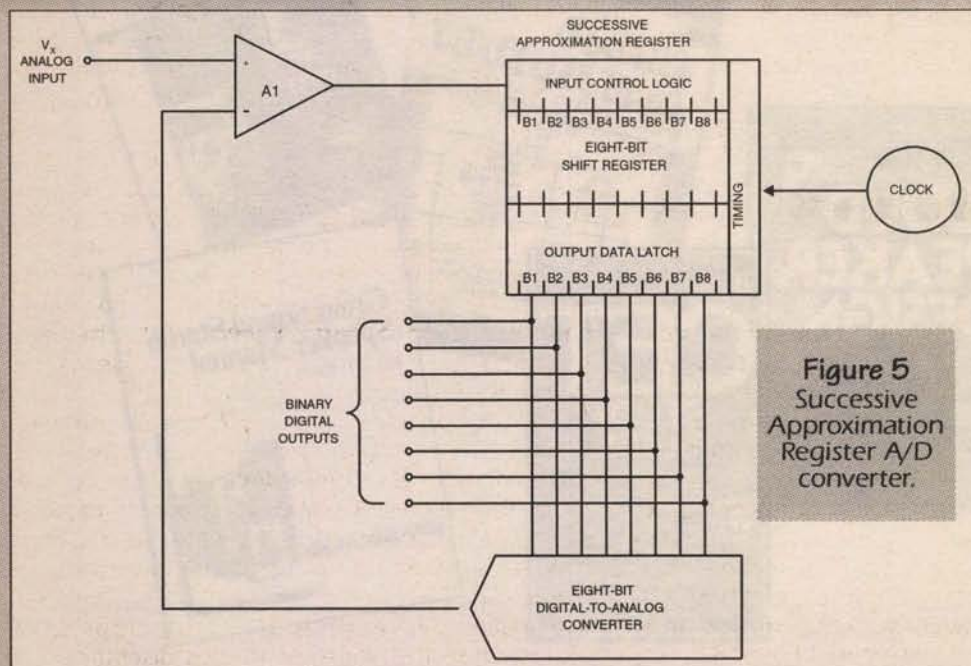 SUCCESSIVE
APPROXIMATION REGISTER
Vx
ANALOG
INPUT
A1
-
INPUT CONTROL LOGIC
B1 B2 B3 B4 B5 B6 B7 B8
EIGHT-BIT
SHIFT REGISTER
TIMING
CLOCK
OUTPUT DATA LATCH
B1 B2 B3 B4 B5 B6 B7 B8
BINARY
DIGITAL
OUTPUTS
Figure 5
Successive
Approximation
Register A/D
converter.
EIGHT-BIT
DIGITAL-TO-ANALOG
CONVERTER